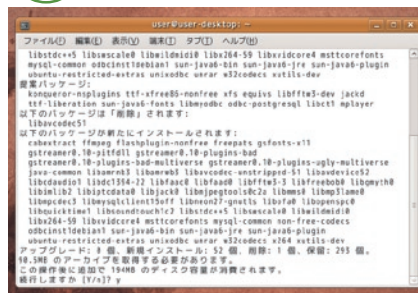 user@user-desktop: ~
ファイル(F) 編集(E) 表示(V) 端末(T) タブ(T) ヘルプ(H)
libstdc++5 libswscale0 libwildmidi0 libx264-59 libxvidcore4 msttcorefonts
mysql-common odbcinst1debian1 sun-java6-bin sun-java6-jre sun-java6-plugin
ubuntu-restricted-extras unixodbc unrar w32codecs xutils-dev
提案パッケージ:
konqueror-nsplugins ttf-xfree86-nonfree xfs equivs libfftw3-dev jackd
ttf-liberation sun-java6-fonts libmyodbc odbc-postgresql libct1 mplayer
以下のパッケージは「削除」されます:
libavcodec51
以下のパッケージが新たにインストールされます:
cabextract ffmpeg flashplugin-nonfree freepats gsfonts-x11
gstreamer0.10-pitfdll gstreamer0.10-plugins-bad
gstreamer0.10-plugins-bad-multiverse gstreamer0.10-plugins-ugly-multiverse
java-common libamrnb3 libamrwb3 libavcodec-unstripped-51 libavdevice52
libcdaudio1 libdc1394-22 libfaac0 libfaad0 libfftw3-3 libfreebob0 libgmyth0
libimlib2 libiptcdata0 libjack0 libmjpegtools0c2a libmms0 libmp3lame0
libmpcdec3 libmysqlclient15off libneon27-gnutls libofa0 libopenspc0
libquicktime1 libsoundtouch1c2 libstdc++5 libswscale0 libwildmidi0
libx264-59 libxvidcore4 msttcorefonts mysql-common non-free-codecs
odbcinst1debian1 sun-java6-bin sun-java6-jre sun-java6-plugin
ubuntu-restricted-extras unixodbc unrar w32codecs x264 xutils-dev
アップグレード: 0 個、新規インストール: 52 個、削除: 1 個、保留: 295 個。
90.5MB のアーカイブを取得する必要があります。
この操作後に追加で 194MB のディスク容量が消費されます。
続行しますか [Y/n]? y